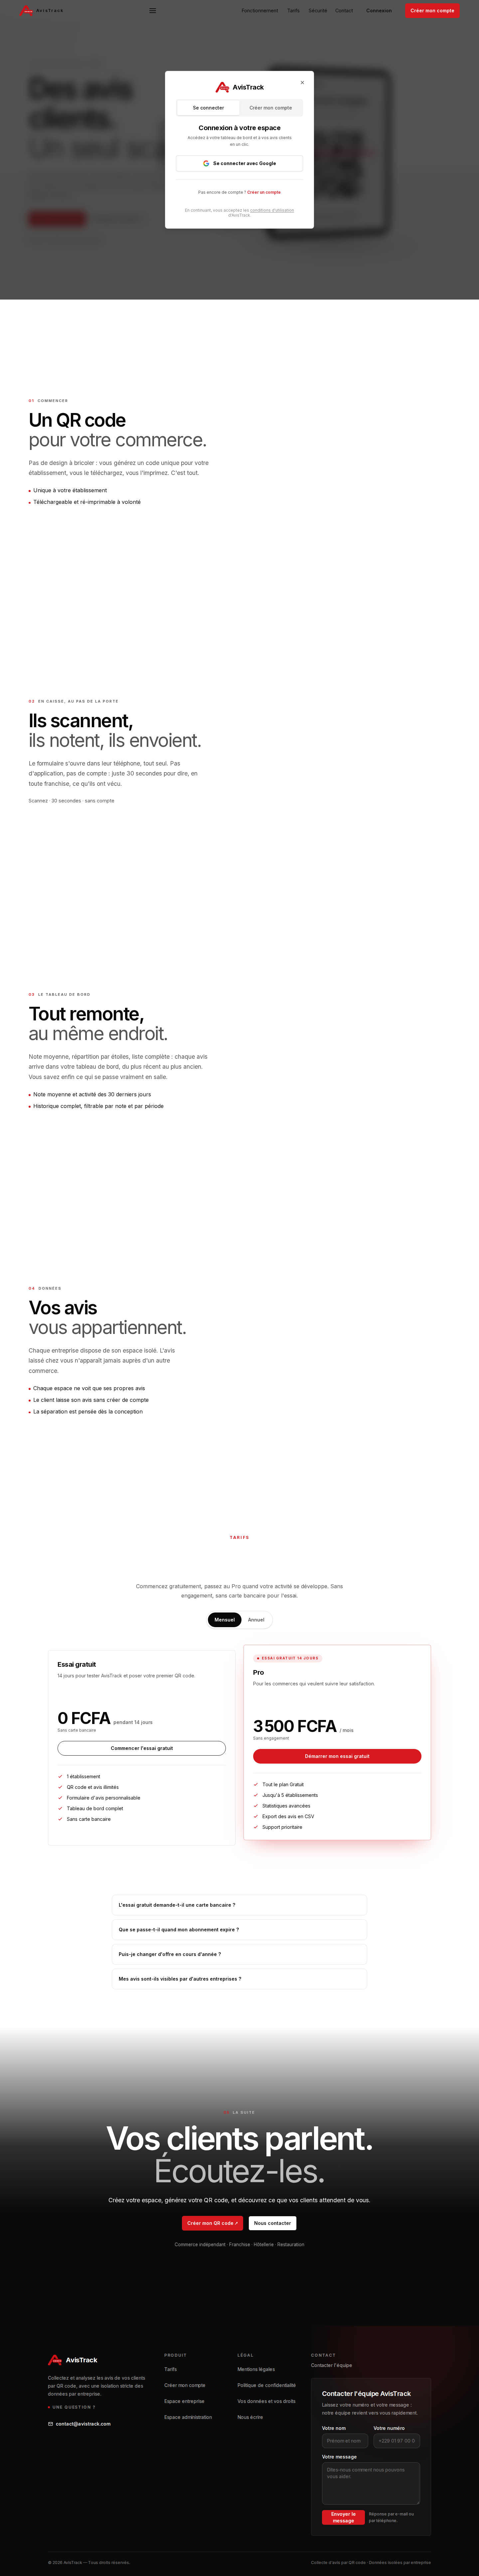 AvisTrack
Fonctionnement
Tarifs
Sécurité
Contact
Connexion
Créer mon compte
Des avis
clients.
AvisTrack
Se connecter
Créer mon compte
Connexion à votre espace
Accédez à votre tableau de bord et à vos avis clients
en un clic.
Se connecter avec Google
Pas encore de compte ? Créer un compte
En continuant, vous acceptez les conditions d'utilisation
d'AvisTrack.
01 COMMENCER
Un QR code
pour votre commerce.
Pas de design à bricoler : vous générez un code unique pour votre
établissement, vous le téléchargez, vous l'imprimez. C'est tout.
Unique à votre établissement
Téléchargeable et ré-imprimable à volonté
02 EN CAISSE, AU PAS DE LA PORTE
Ils scannent,
ils notent, ils envoient.
Le formulaire s'ouvre dans leur téléphone, tout seul. Pas
d'application, pas de compte : juste 30 secondes pour dire, en
toute franchise, ce qu'ils ont vécu.
Scannez · 30 secondes · sans compte
03 LE TABLEAU DE BORD
Tout remonte,
au même endroit.
Note moyenne, répartition par étoiles, liste complète : chaque avis
arrive dans votre tableau de bord, du plus récent au plus ancien.
Vous savez enfin ce qui se passe vraiment en salle.
Note moyenne et activité des 30 derniers jours
Historique complet, filtrable par note et par période
04 DONNÉES
Vos avis
vous appartiennent.
Chaque entreprise dispose de son espace isolé. L'avis
laissé chez vous n'apparaît jamais auprès d'un autre
commerce.
Chaque espace ne voit que ses propres avis
Le client laisse son avis sans créer de compte
La séparation est pensée dès la conception
TARIFS
Commencez gratuitement, passez au Pro quand votre activité se développe. Sans
engagement, sans carte bancaire pour l'essai.
Mensuel
Annuel
Essai gratuit
14 jours pour tester AvisTrack et poser votre premier QR code.
0 FCFA pendant 14 jours
Sans carte bancaire
Commencer l'essai gratuit
1 établissement
QR code et avis illimités
Formulaire d'avis personnalisable
Tableau de bord complet
Sans carte bancaire
ESSAI GRATUIT 14 JOURS
Pro
Pour les commerces qui veulent suivre leur satisfaction.
3 500 FCFA / mois
Sans engagement
Démarrer mon essai gratuit
Tout le plan Gratuit
Jusqu'à 5 établissements
Statistiques avancées
Export des avis en CSV
Support prioritaire
L'essai gratuit demande-t-il une carte bancaire ?
Que se passe-t-il quand mon abonnement expire ?
Puis-je changer d'offre en cours d'année ?
Mes avis sont-ils visibles par d'autres entreprises ?
LA SUITE
Vos clients parlent.
Écoutez-les.
Créez votre espace, générez votre QR code, et découvrez ce que vos clients attendent de vous.
Créer mon QR code ↗
Nous contacter
Commerce indépendant · Franchise · Hôtellerie · Restauration
AvisTrack
Collectez et analysez les avis de vos clients
par QR code, avec une isolation stricte des
données par entreprise.
UNE QUESTION ?
contact@avistrack.com
PRODUIT
Tarifs
Créer mon compte
Espace entreprise
Espace administration
LÉGAL
Mentions légales
Politique de confidentialité
Vos données et vos droits
Nous écrire
CONTACT
Contacter l'équipe
Contacter l'équipe AvisTrack
Laissez votre numéro et votre message :
notre équipe revient vers vous rapidement.
Votre nom
Votre numéro
Prénom et nom
Votre message
Dites-nous comment nous pouvons
vous aider.
Envoyer le
message
Réponse par e-mail ou
par téléphone.
© 2026 AvisTrack — Tous droits réservés.
Collecte d'avis par QR code · Données isolées par entreprise